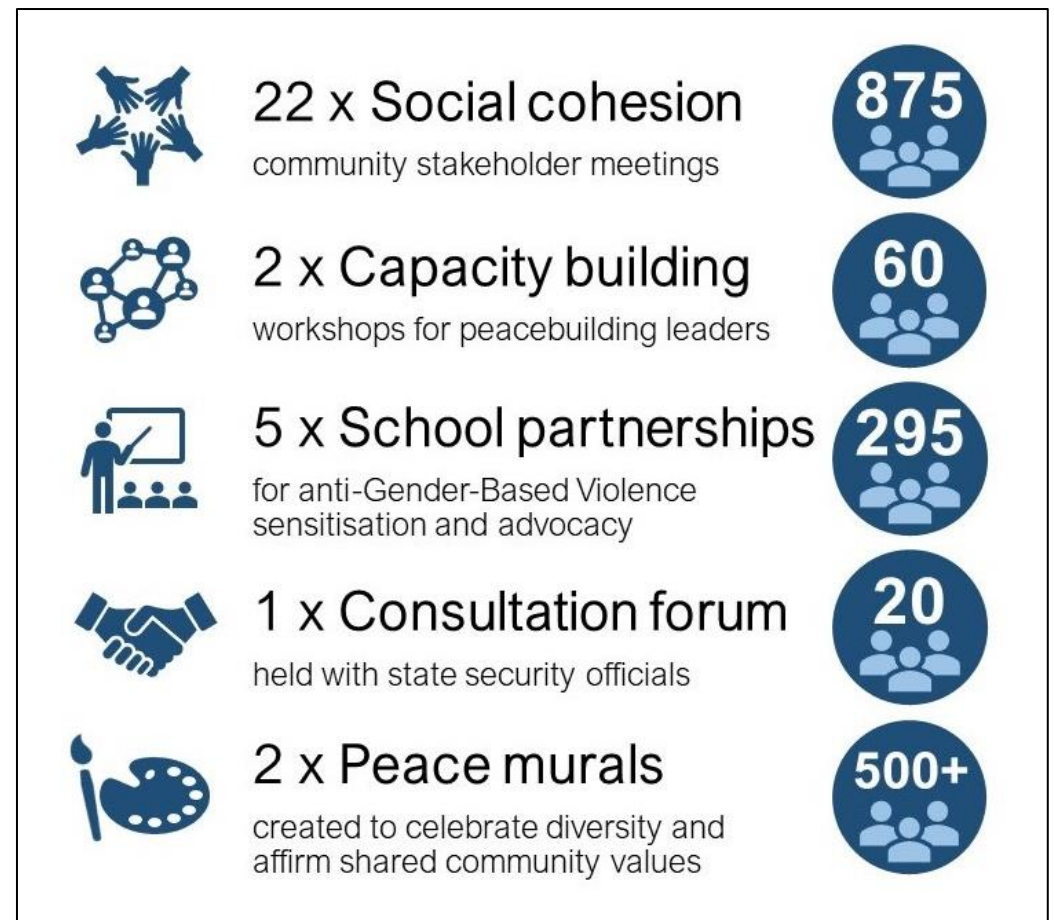 22 x Social cohesion
community stakeholder meetings
875
2 x Capacity building
workshops for peacebuilding leaders
60
5 x School partnerships
for anti-Gender-Based Violence
sensitisation and advocacy
295
1 x Consultation forum
held with state security officials
20
2 x Peace murals
created to celebrate diversity and
affirm shared community values
500+